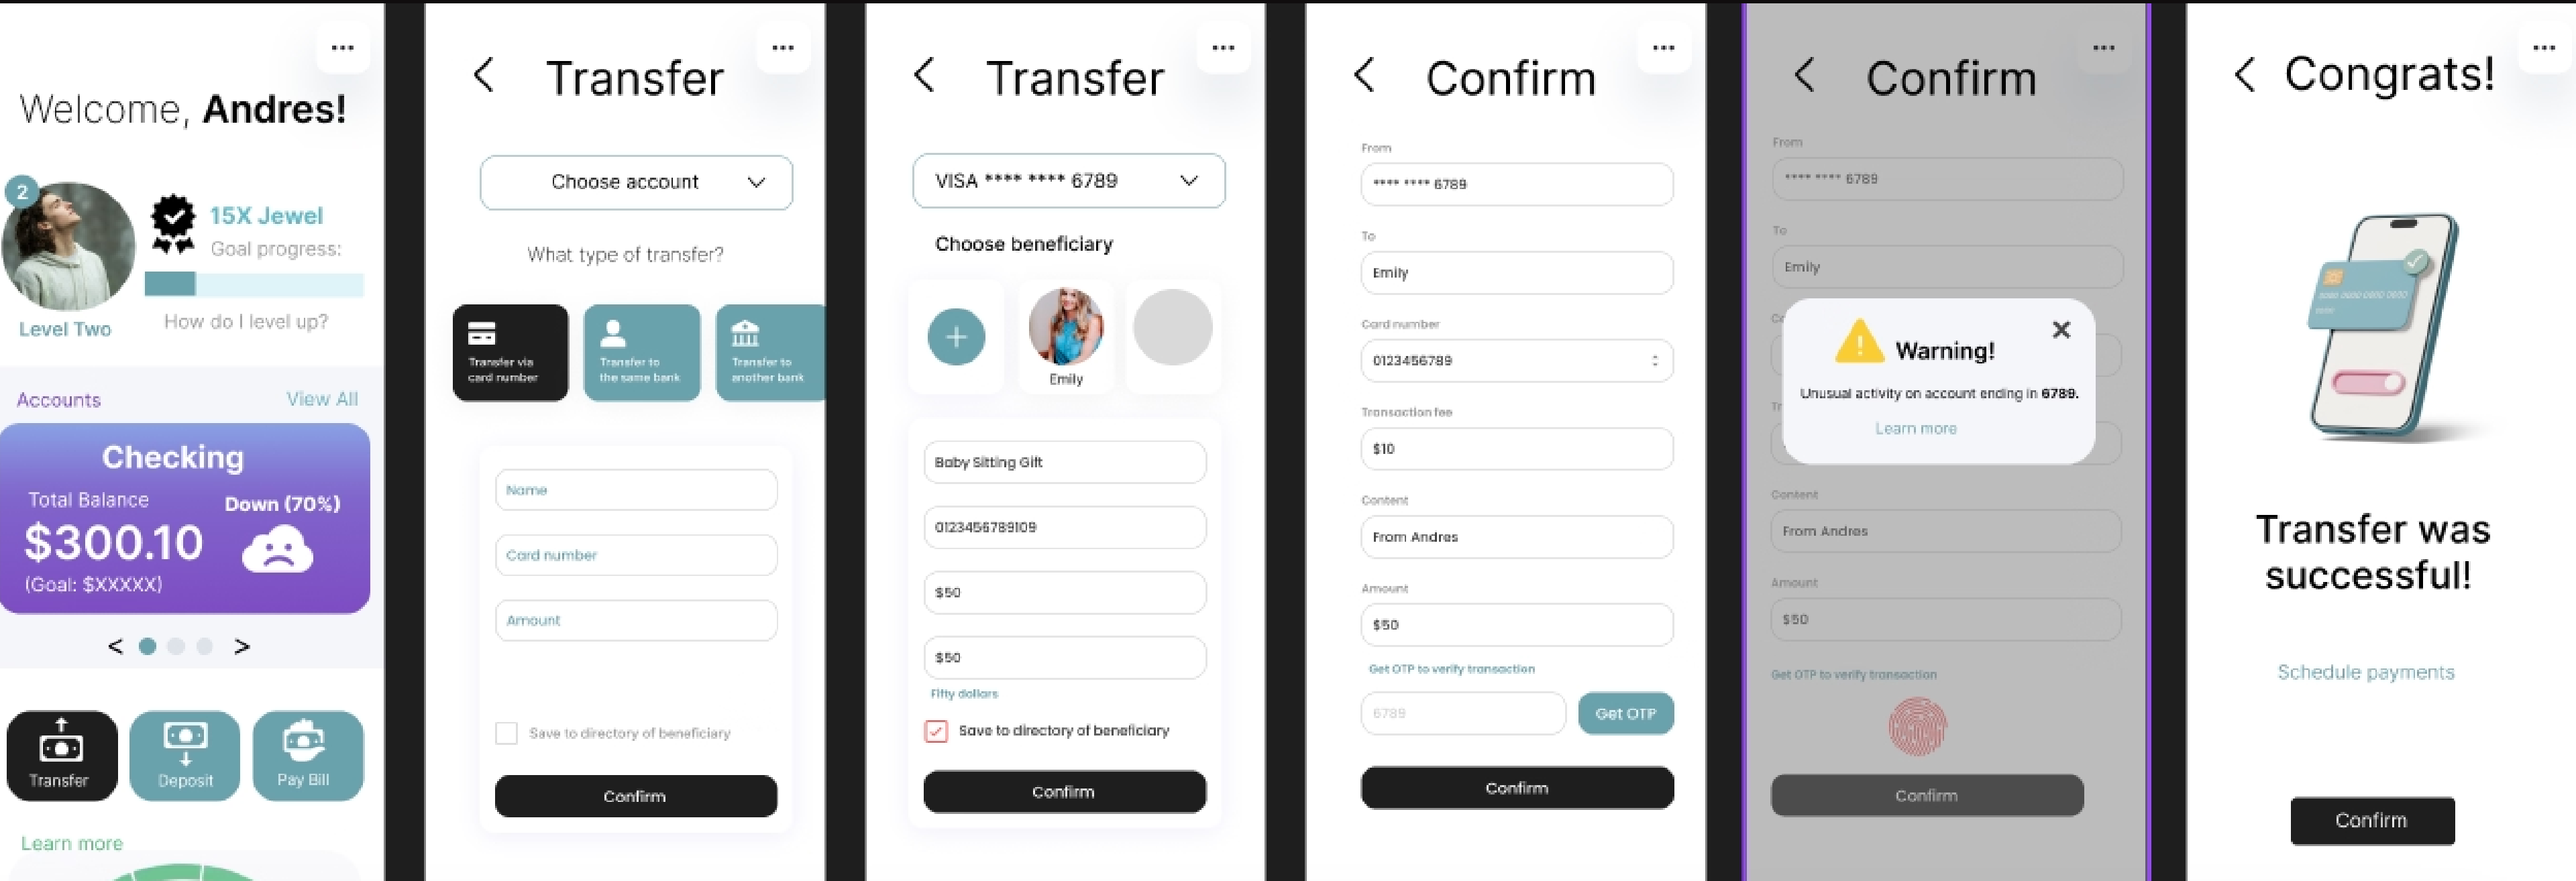 ...
Welcome, Andres!
2
15X Jewel
Goal progress:
Level Two
How do I level up?
Accounts
View All
Checking
Total Balance
Down (70%)
$300.10
(Goal: $XXXXX)
<
>
Transfer
Deposit
Pay Bill
Learn more
...
Transfer
Choose account
What type of transfer?
Transfer via
card number
Transfer to
the same bank
Transfer to
another bank
Name
Card number
Amount
Save to directory of beneficiary
Confirm
...
Transfer
VISA **** **** 6789
Choose beneficiary
+
Emily
Baby Sitting Gift
0123456789109
$50
$50
Fifty dollars
Save to directory of beneficiary
Confirm
...
Confirm
From
**** **** 6789
To
Emily
Card number
0123456789
Transaction fee
$10
Content
From Andres
Amount
$50
Get OTP to verify transaction
6789
Get OTP
Confirm
...
Confirm
From
**** **** 6789
To
Emily
Ca
Warning!
Unusual activity on account ending in 6789.
Learn more
Tr
Content
From Andres
Amount
$50
Get OTP to verify transaction
Confirm
...
Congrats!
Transfer was
successful!
Schedule payments
Confirm